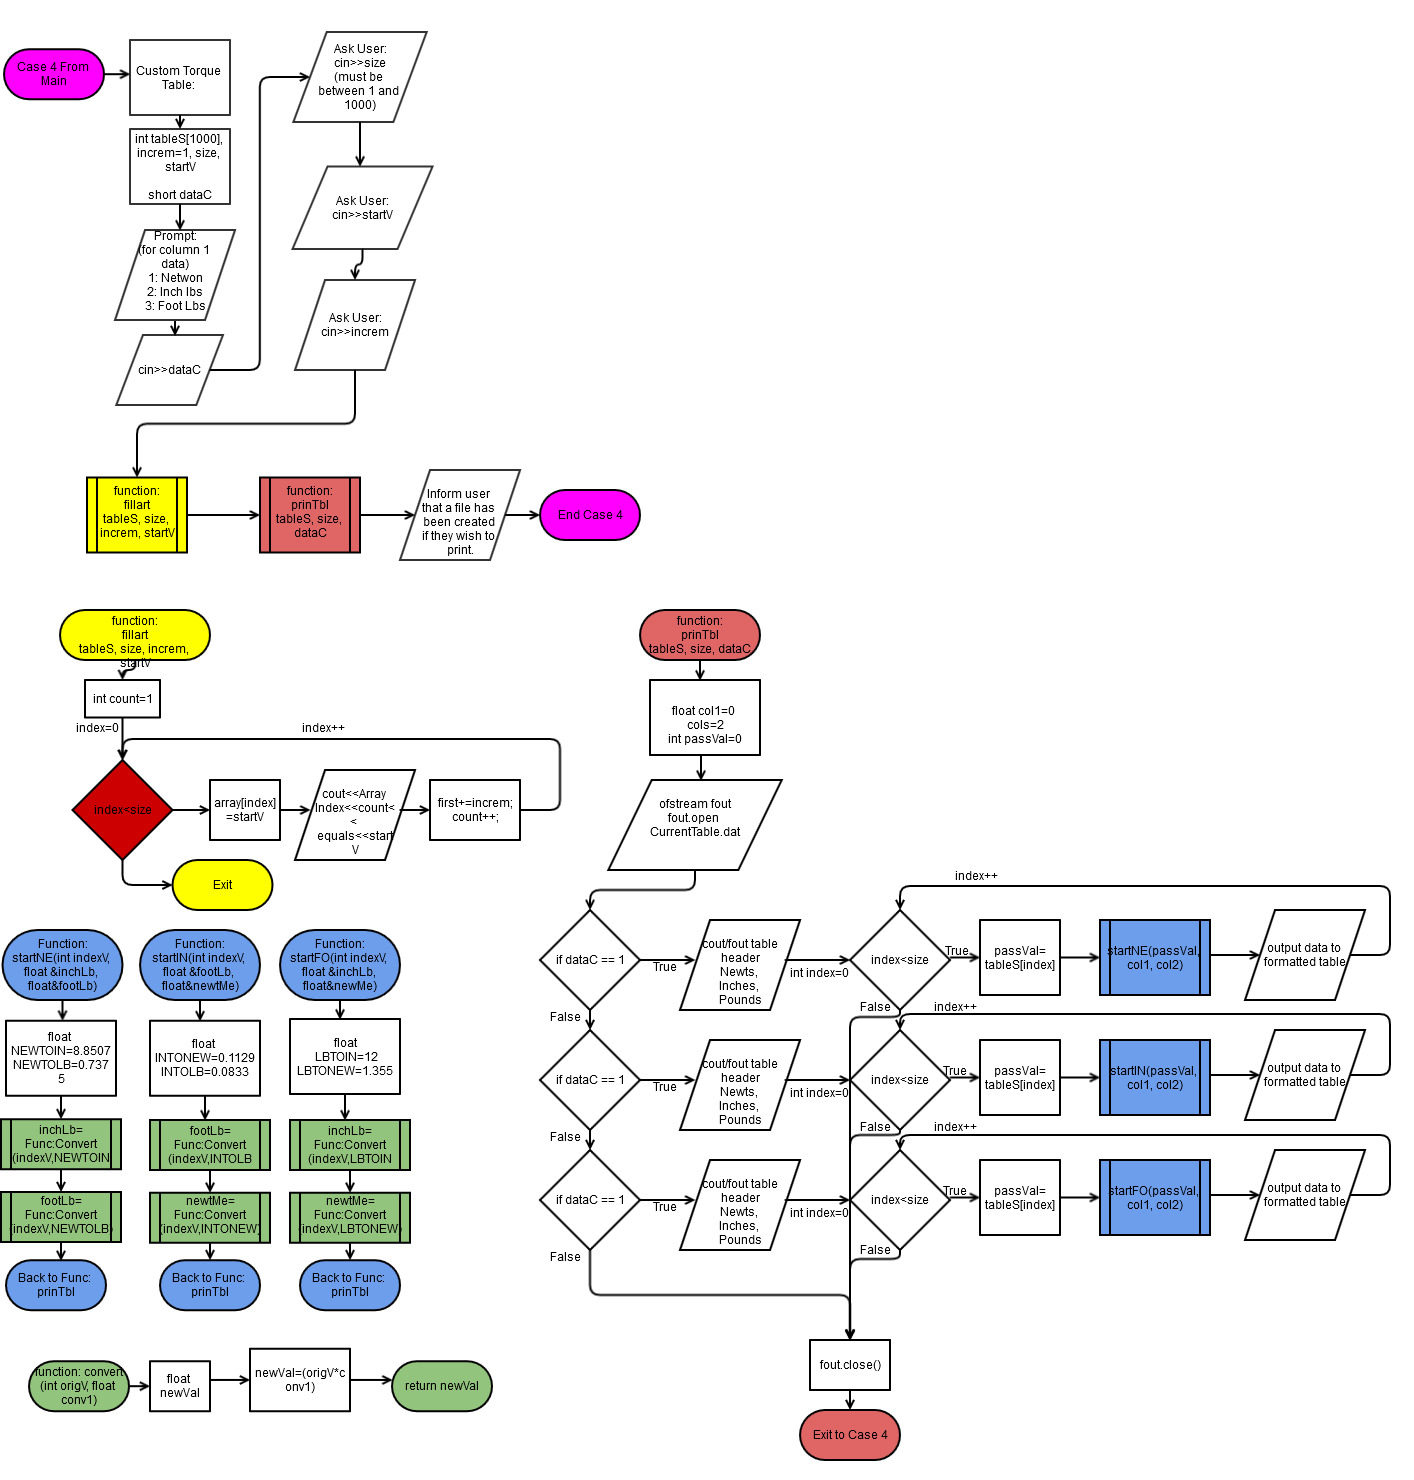 Case 4 From
Main
Custom Torque
Table:
int tableS[1000],
increm=1, size,
startV
short dataC
Prompt:
(for column 1
data)
1: Netwon
2: Inch lbs
3: Foot Lbs
cin>>dataC
Ask User:
cin>>size
(must be
between 1 and
1000)
Ask User:
cin>>startV
Ask User:
cin>>increm
function:
fillart
tableS, size,
increm, startV
function:
prinTbl
tableS, size,
dataC
Inform user
that a file has
been created
if they wish to
print.
End Case 4
function:
fillart
tableS, size, increm,
startV
int count=1
index=0
index++
index<size
array[index]
=startV
cout<<Array
Index<<count<
<
equals<<start
V
first+=increm;
count++;
Exit
function:
prinTbl
tableS, size, dataC
float col1=0
cols=2
int passVal=0
ofstream fout
fout.open
CurrentTable.dat
if dataC == 1
True
False
cout/fout table
header
Newts,
Inches,
Pounds
int index=0
index++
index<size
True
False
passVal=
tableS[index]
startNE(passVal,
col1, col2)
output data to
formatted table
if dataC == 1
True
False
cout/fout table
header
Newts,
Inches,
Pounds
int index=0
index++
index<size
True
False
passVal=
tableS[index]
startIN(passVal,
col1, col2)
output data to
formatted table
if dataC == 1
True
False
cout/fout table
header
Newts,
Inches,
Pounds
int index=0
index++
index<size
True
False
passVal=
tableS[index]
startFO(passVal,
col1, col2)
output data to
formatted table
fout.close()
Exit to Case 4
Function:
startNE(int indexV,
float &inchLb,
float&footLb)
float
NEWTOIN=8.8507
NEWTOLB=0.737
5
inchLb=
Func:Convert
(indexV,NEWTOIN
footLb=
Func:Convert
(indexV,NEWTOLB)
Back to Func:
prinTbl
Function:
startIN(int indexV,
float &footLb,
float&newtMe)
float
INTONEW=0.1129
INTOLB=0.0833
footLb=
Func:Convert
(indexV,INTOLB
newtMe=
Func:Convert
(indexV,INTONEW)
Back to Func:
prinTbl
Function:
startFO(int indexV,
float &inchLb,
float&newMe)
float
LBTOIN=12
LBTONEW=1.355
inchLb=
Func:Convert
(indexV,LBTOIN
newtMe=
Func:Convert
(indexV,LBTONEW)
Back to Func:
prinTbl
function: convert
(int origV, float
conv1)
float
newVal
newVal=(origV*c
onv1)
return newVal